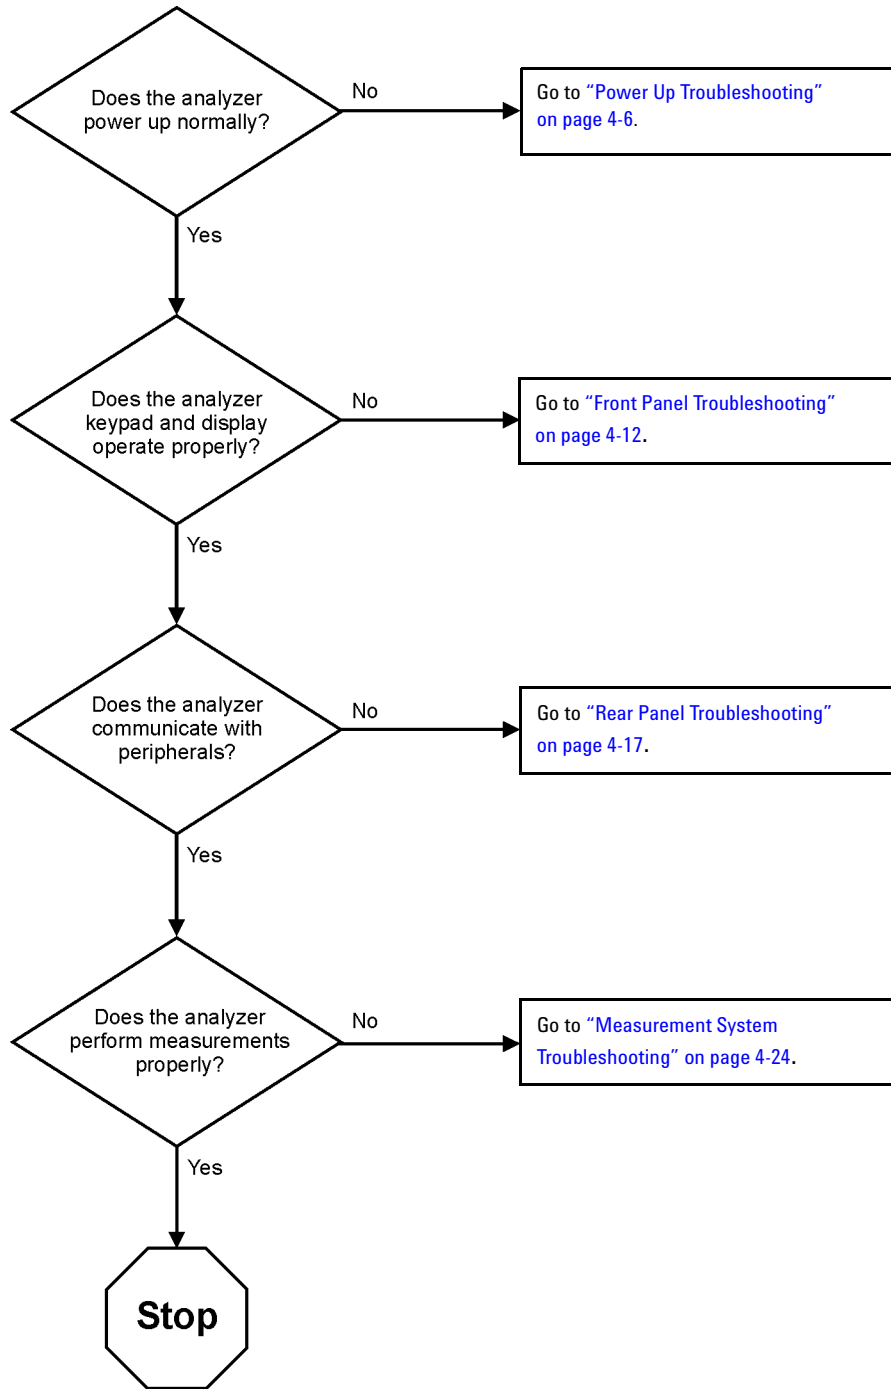 Does the analyzer
power up normally?
No
Go to “Power Up Troubleshooting”
on page 4-6.
Yes
Does the analyzer
keypad and display
operate properly?
No
Go to “Front Panel Troubleshooting”
on page 4-12.
Yes
Does the analyzer
communicate with
peripherals?
No
Go to “Rear Panel Troubleshooting”
on page 4-17.
Yes
Does the analyzer
perform measurements
properly?
No
Go to “Measurement System
Troubleshooting” on page 4-24.
Yes
Stop